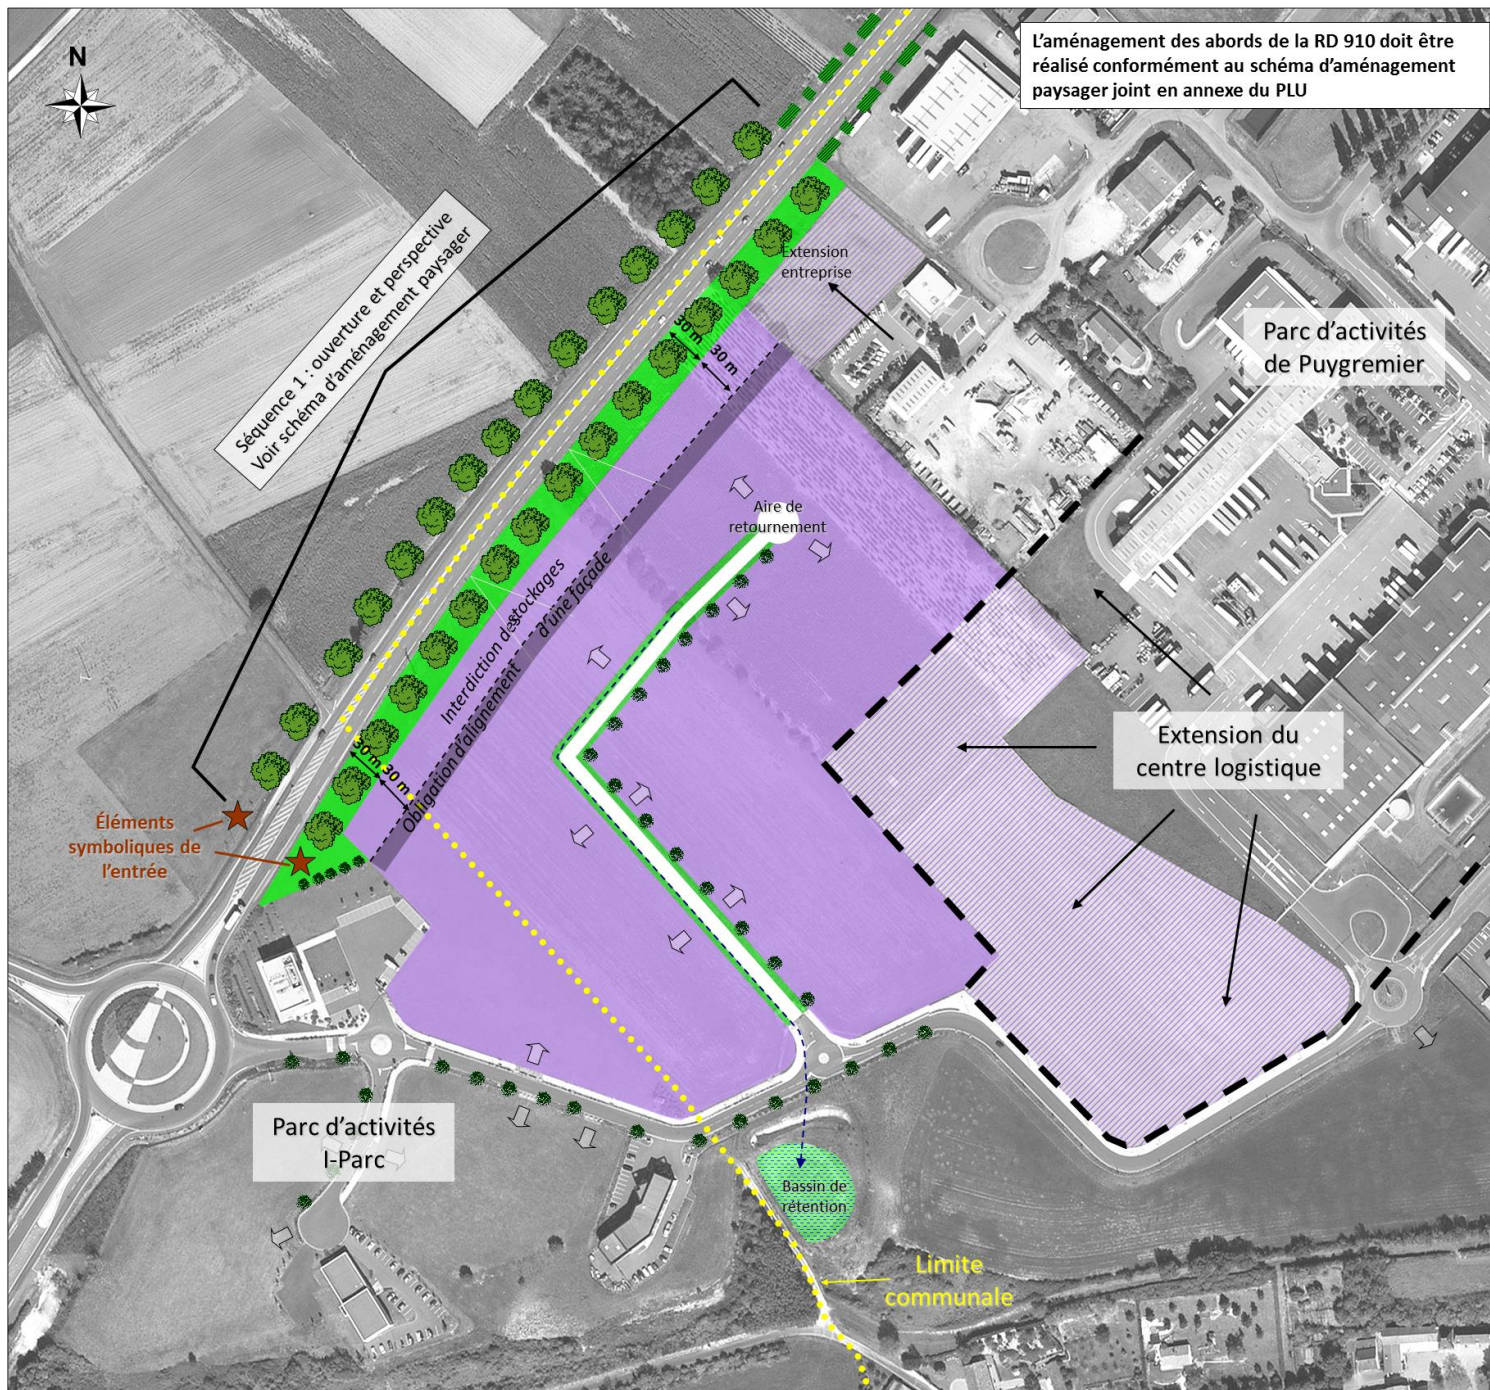 N
L'aménagement des abords de la RD 910 doit être
réalisé conformément au schéma d'aménagement
paysager joint en annexe du PLU
Séquence 1 : ouverture et perspective
Voir schéma d'aménagement paysager
Extension
entreprise
Parc d'activités
de Puygremier
30 m
30 m
Aire de
retournement
Interdiction de stockages
Obligation d'alignement d'une façade
Extension du
centre logistique
30 m
30 m
Éléments
symboliques de
l'entrée
Parc d'activités
I-Parc
Bassin de
rétention
Limite
communale